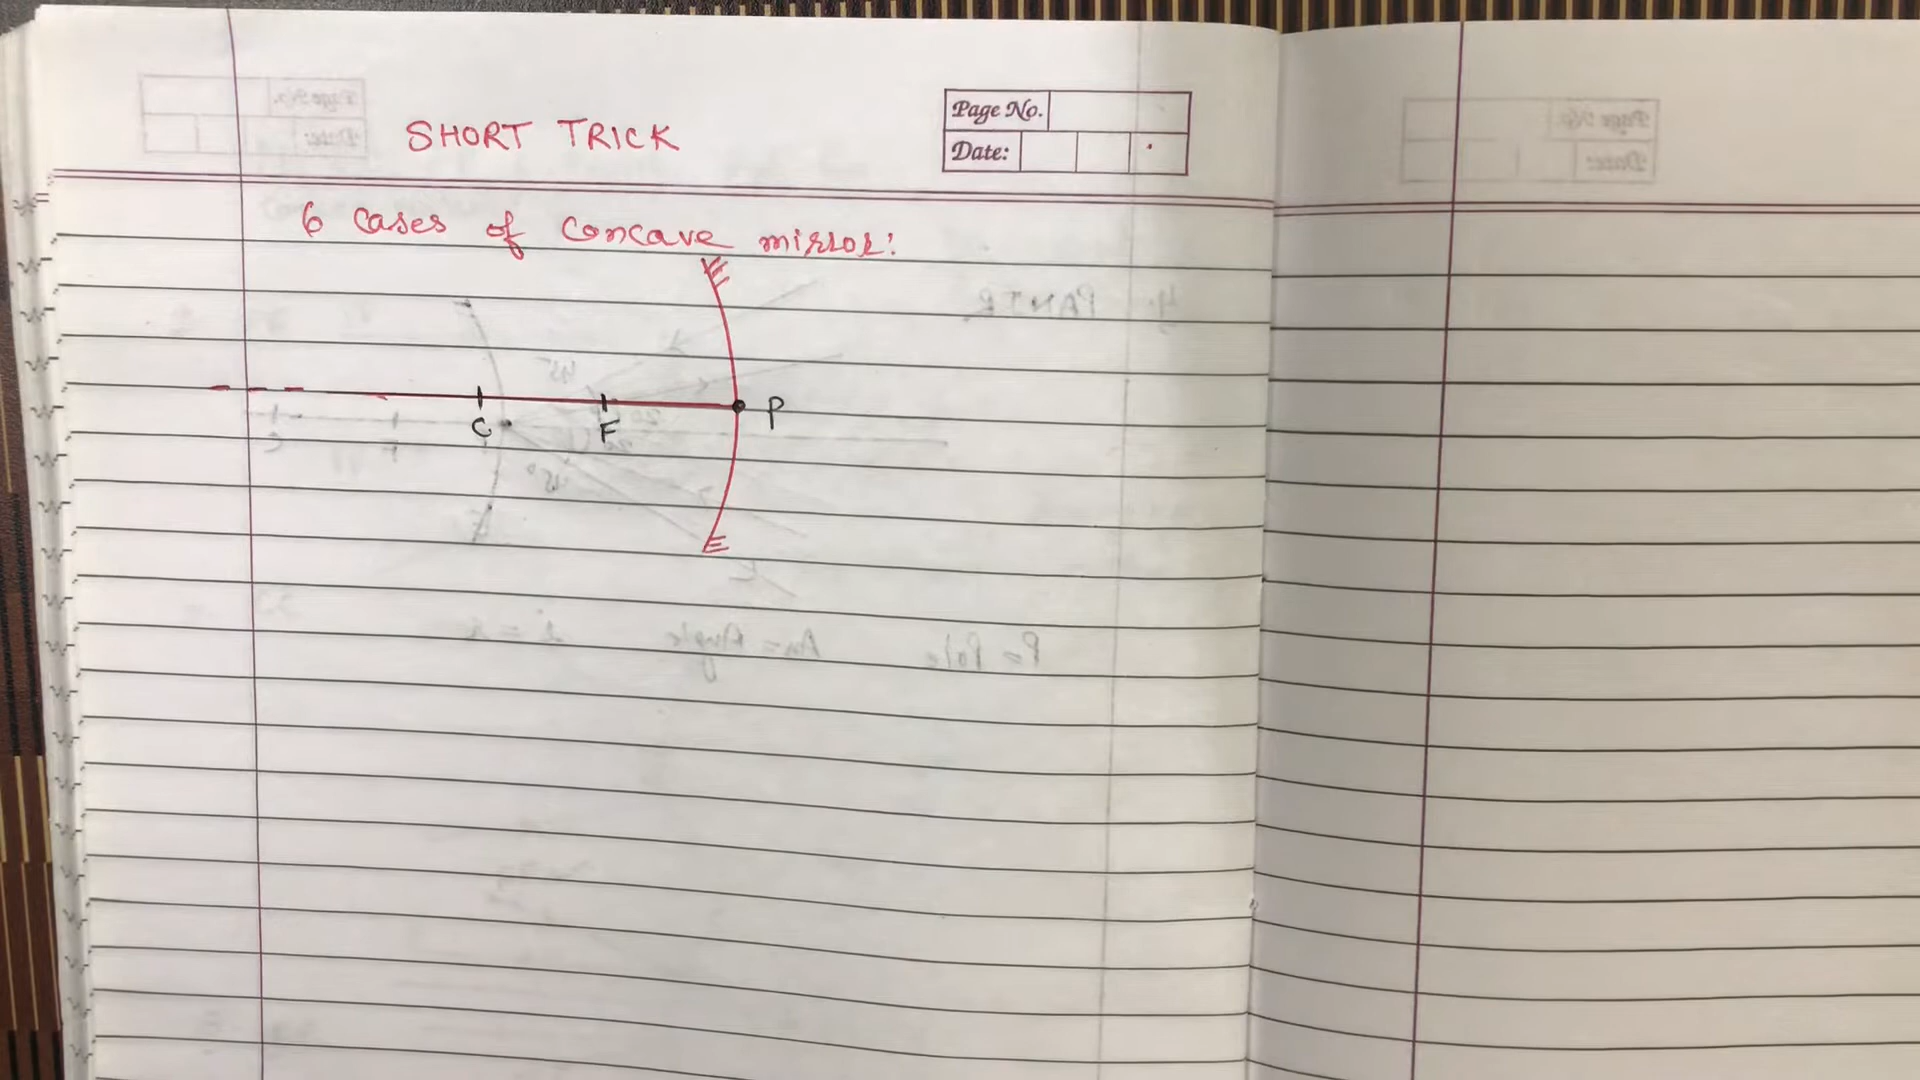 SHORT TRICK
Page No.
Date:
6 Cases of Concave mirror:
C F P